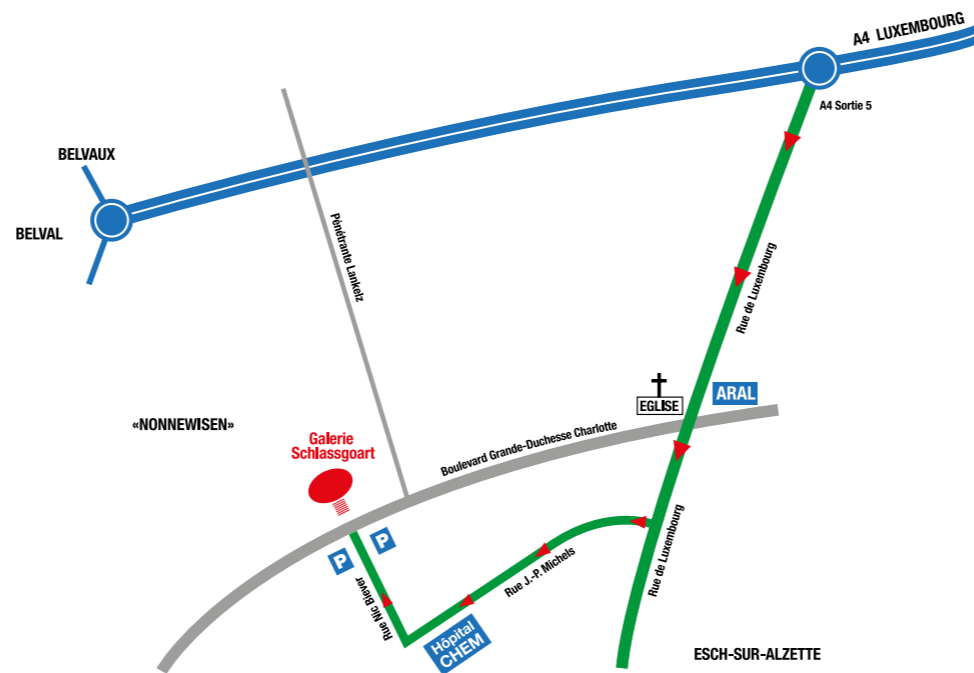 A4 LUXEMBOURG
A4 Sortie 5
BELVAUX
BELVAL
Pénétrante Lankelz
Rue de Luxembourg
EGLISE
ARAL
«NONNEWISEN»
Galerie
Schlassgoart
Boulevard Grande-Duchesse Charlotte
P
P
Rue Nic Biever
Rue J.-P. Michels
Rue de Luxembourg
Hôpital
CHEM
ESCH-SUR-ALZETTE